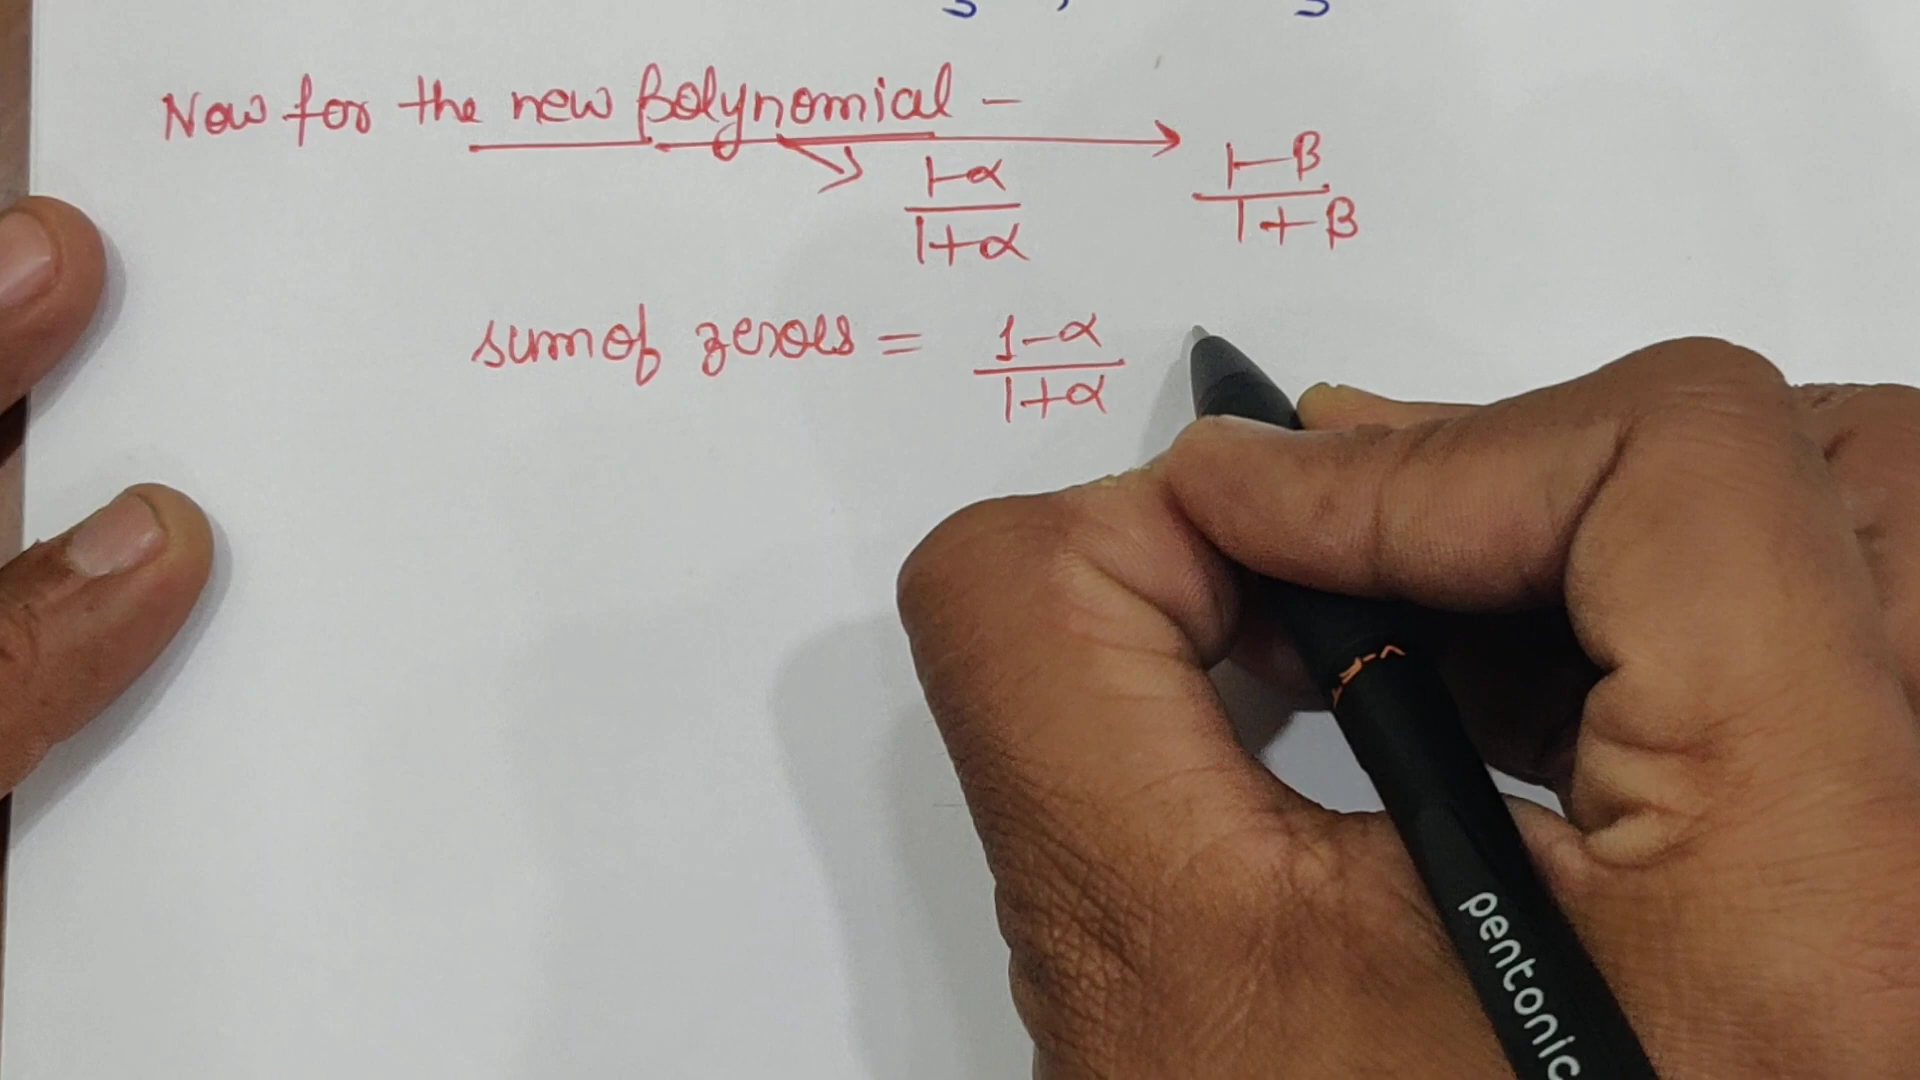 Now for the new Polynomial -
1-α / 1+α 1-β / 1+β
sum of zeroes = 1-α / 1+α
pentonic